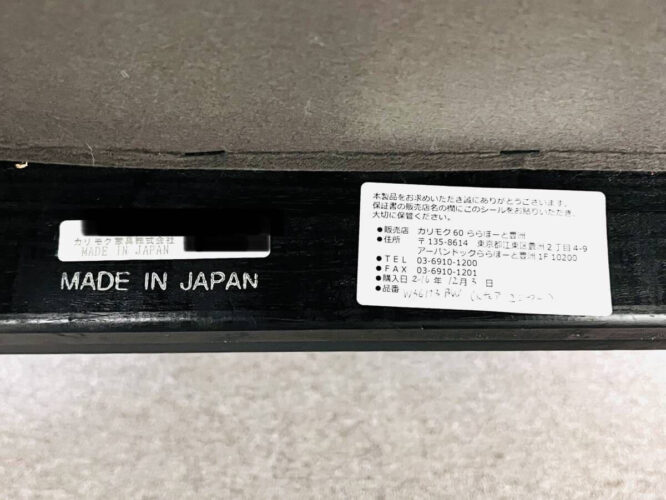 カリモク家具株式会社
MADE IN JAPAN
MADE IN JAPAN
本製品をお求めいただき誠にありがとうございます。
保証書の販売店名の欄にこのシールをお貼りいただき、
大切に保管ください。
●販売店 カリモク60 ららぽーと豊洲
●住所 〒135-8614 東京都江東区豊洲2丁目4-9
アーバンドックららぽーと豊洲 1F 10200
●TEL 03-6910-1200
●FAX 03-6910-1201
●購入日 年 12月 日
●品番